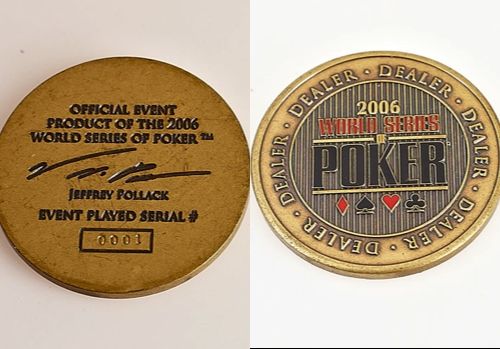 OFFICIAL EVENT
PRODUCT OF THE 2006
WORLD SERIES OF POKER™
JEFFREY POLLACK
EVENT PLAYED SERIAL #
0001
DEALER · DEALER · DEALER · DEALER · DEALER · DEALER ·
2006
WORLD SERIES
OF
POKER